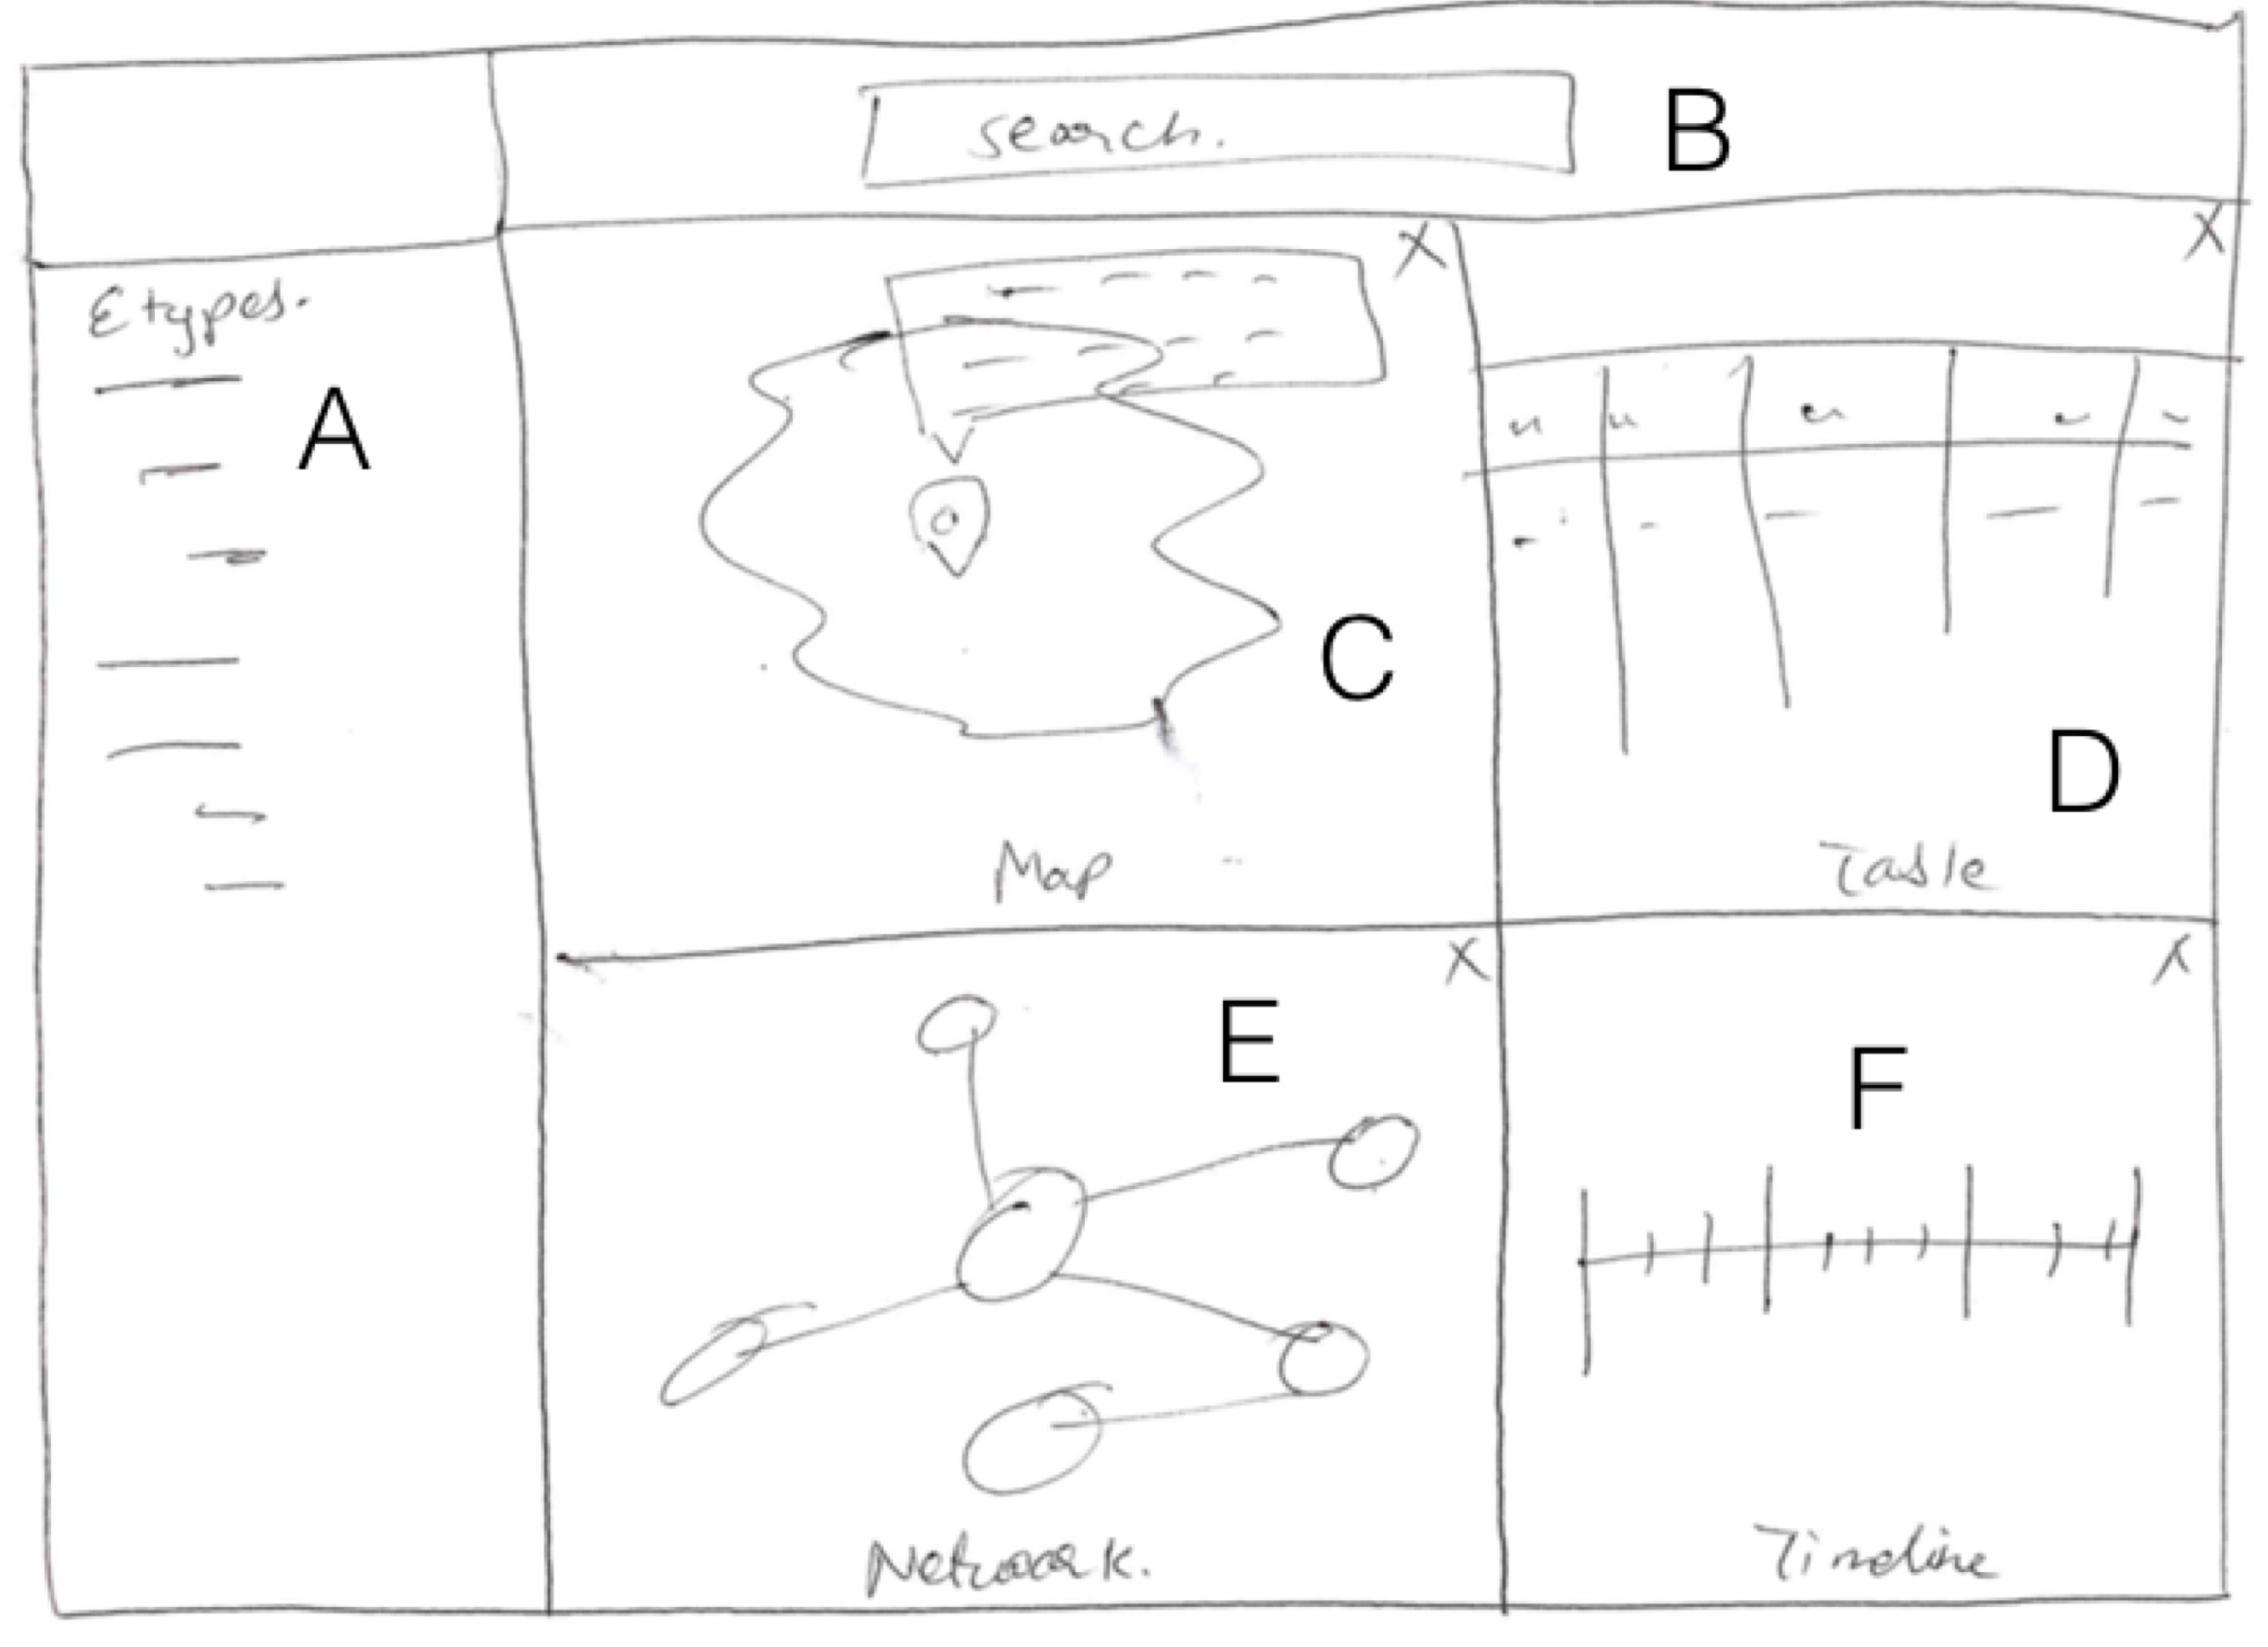 search.
B
X
X
Etypes.
A
C
D
Map
Table
X
X
E
F
Network.
Timeline